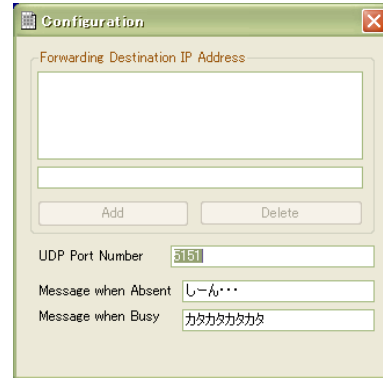 Configuration
Forwarding Destination IP Address
Add Delete
UDP Port Number 5151
Message when Absent しーん・・・
Message when Busy カタカタカタカタ